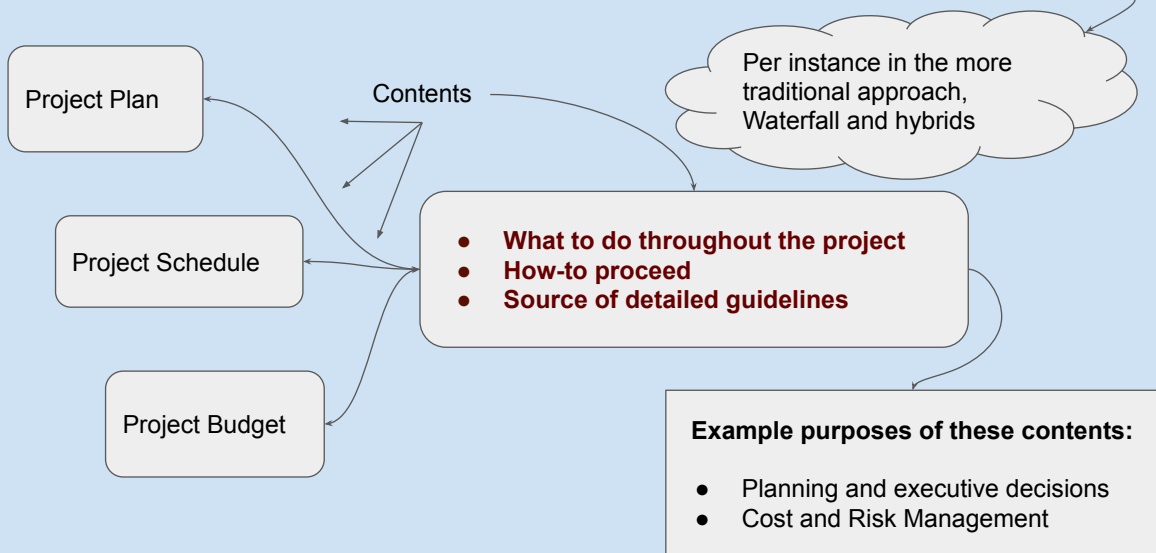 Project Plan
Contents
Per instance in the more
traditional approach,
Waterfall and hybrids
Project Schedule
● What to do throughout the project
● How-to proceed
● Source of detailed guidelines
Project Budget
Example purposes of these contents:
● Planning and executive decisions
● Cost and Risk Management